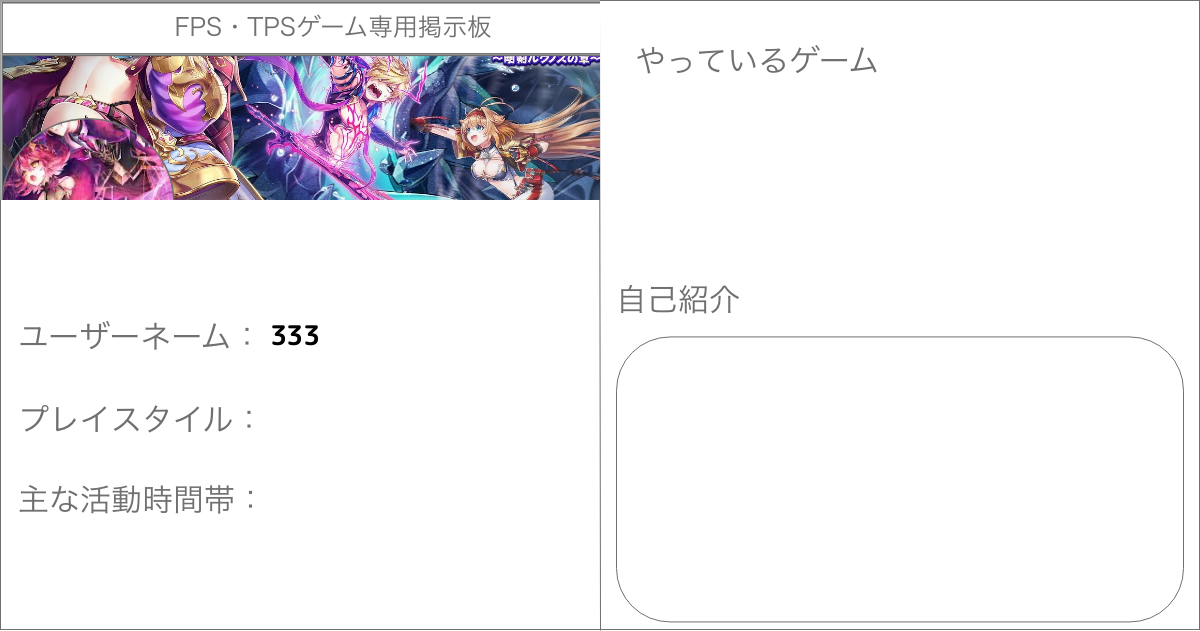 FPS・TPSゲーム専用掲示板
ユーザーネーム： 333
プレイスタイル：
主な活動時間帯：
やっているゲーム
自己紹介